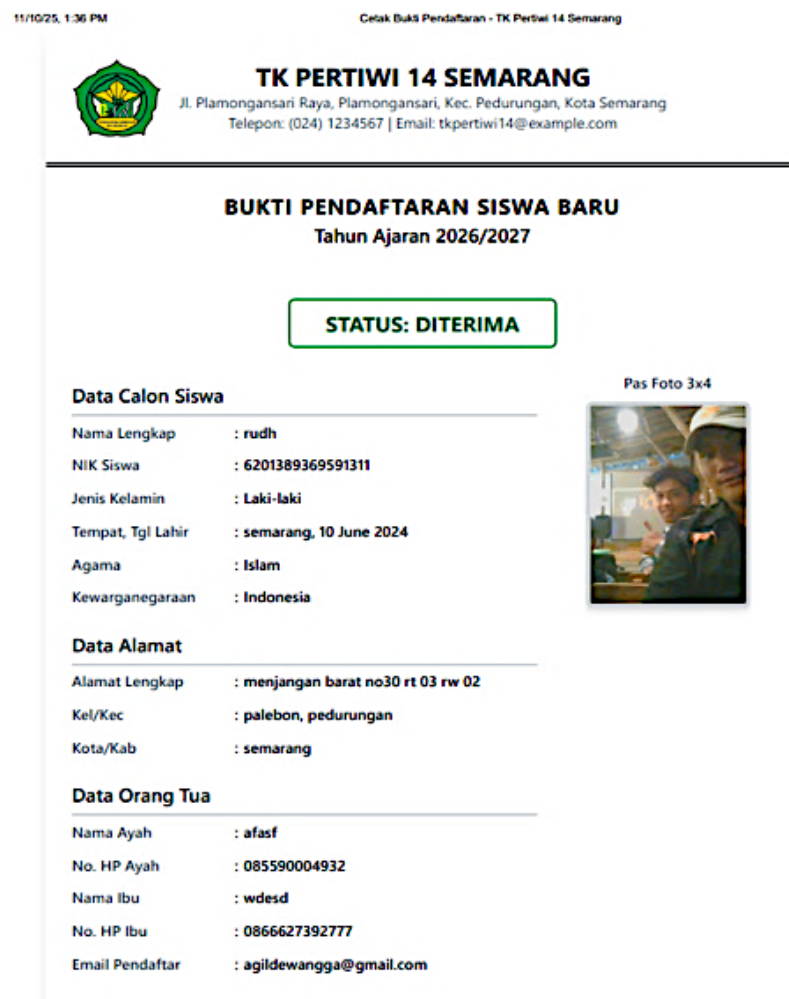 11/10/25, 1:36 PM
Cetak Bukti Pendaftaran - TK Pertiwi 14 Semarang
TK PERTIWI 14 SEMARANG
Jl. Plamongansari Raya, Plamongansari, Kec. Pedurungan, Kota Semarang
Telepon: (024) 1234567 | Email: tkpertiwi14@example.com
BUKTI PENDAFTARAN SISWA BARU
Tahun Ajaran 2026/2027
STATUS: DITERIMA
Pas Foto 3x4
Data Calon Siswa
Nama Lengkap : rudh
NIK Siswa : 6201389369591311
Jenis Kelamin : Laki-laki
Tempat, Tgl Lahir : semarang, 10 June 2024
Agama : Islam
Kewarganegaraan : Indonesia
Data Alamat
Alamat Lengkap : menjangan barat no30 rt 03 rw 02
Kel/Kec : palebon, pedurungan
Kota/Kab : semarang
Data Orang Tua
Nama Ayah : afasf
No. HP Ayah : 085590004932
Nama Ibu : wdesd
No. HP Ibu : 0866627392777
Email Pendaftar : agildewangga@gmail.com